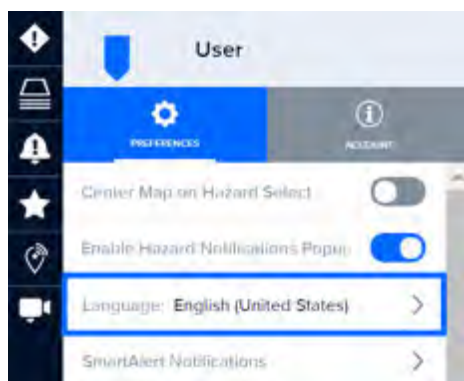 User
PREFERENCES
ACCOUNT
Center Map on Hazard Select
Enable Hazard Notifications Popup
Language: English (United States)
SmartAlert Notifications